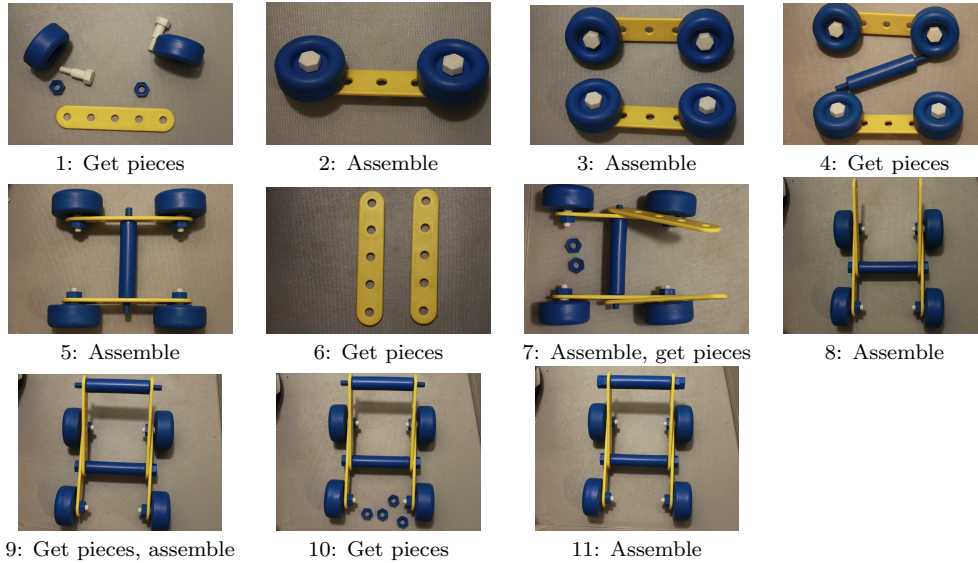 1: Get pieces
2: Assemble
3: Assemble
4: Get pieces
5: Assemble
6: Get pieces
7: Assemble, get pieces
8: Assemble
9: Get pieces, assemble
10: Get pieces
11: Assemble